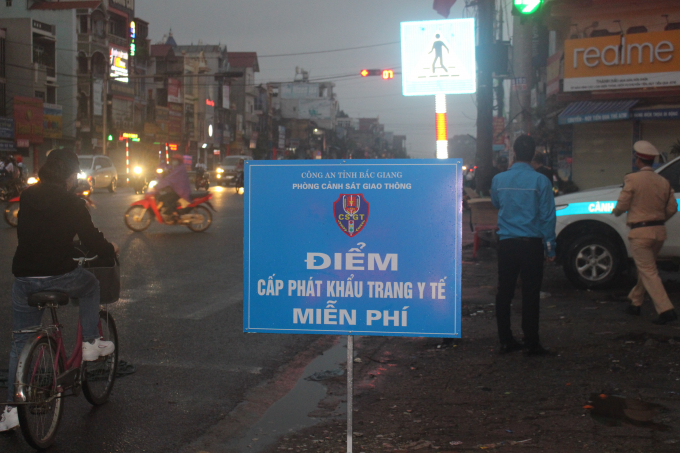 realme
CÔNG AN TỈNH BẮC GIANG
PHÒNG CẢNH SÁT GIAO THÔNG
CSGT
ĐIỂM
CẤP PHÁT KHẨU TRANG Y TẾ
MIỄN PHÍ
CẢNH